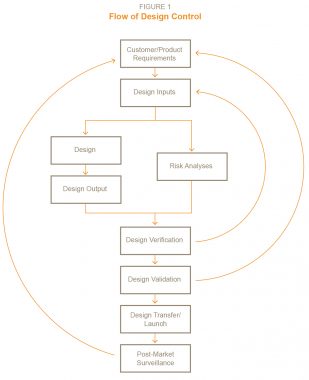 FIGURE 1
Flow of Design Control
Customer/Product
Requirements
Design Inputs
Design
Risk Analyses
Design Output
Design Verification
Design Validation
Design Transfer/
Launch
Post-Market
Surveillance